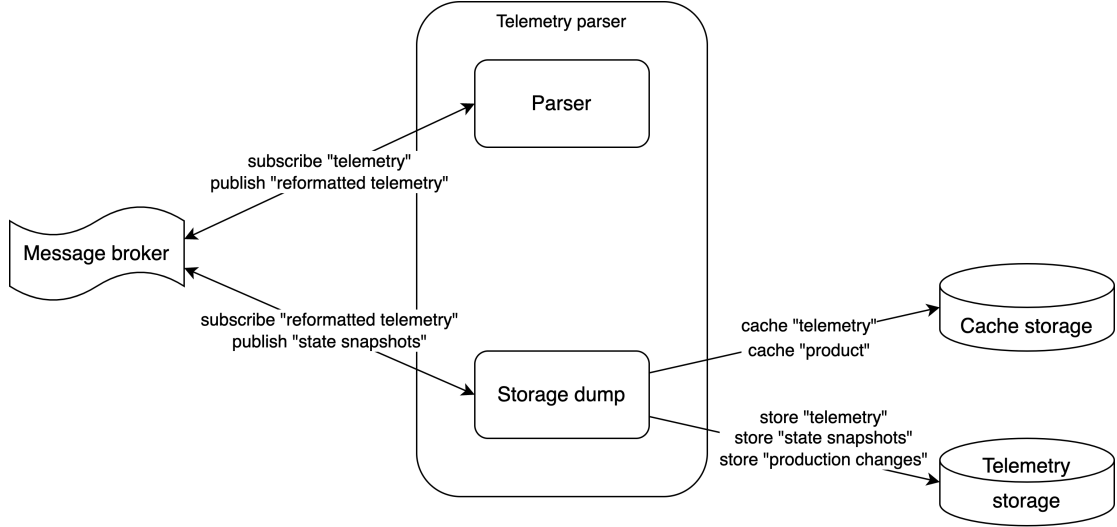 Telemetry parser
Parser
subscribe "telemetry"
publish "reformatted telemetry"
Message broker
subscribe "reformatted telemetry"
publish "state snapshots"
Storage dump
cache "telemetry"
cache "product"
Cache storage
store "telemetry"
store "state snapshots"
store "production changes"
Telemetry
storage